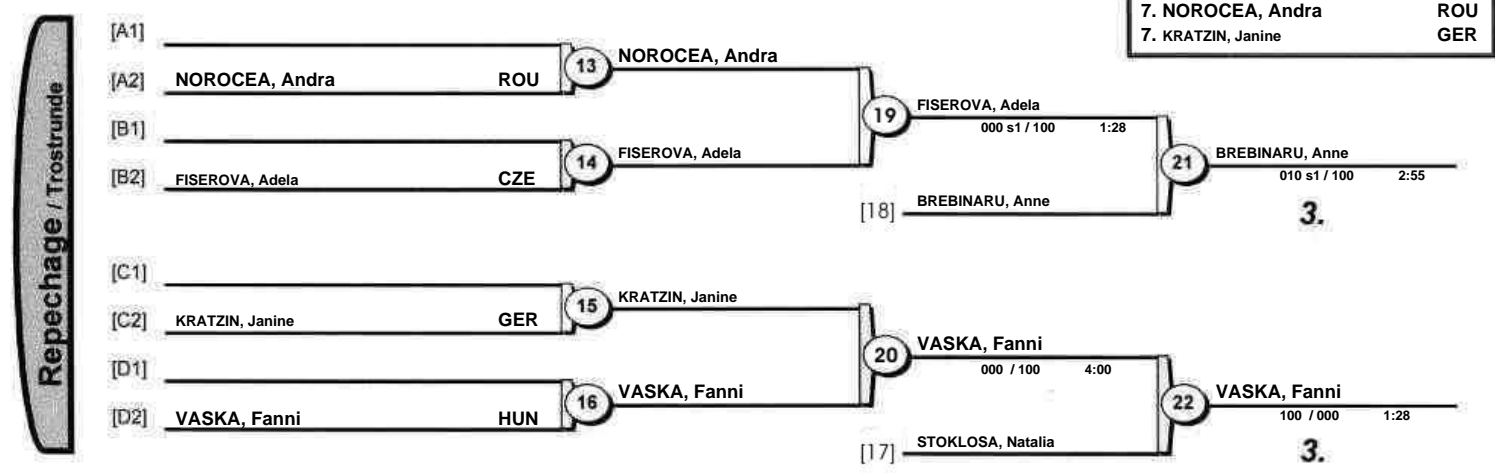 7. NOROCEA, Andra ROU
7. KRATZIN, Janine GER
Repechage / Trostrunde
[A1]
[A2] NOROCEA, Andra ROU
13 NOROCEA, Andra
[B1]
[B2] FISEROVA, Adela CZE
14 FISEROVA, Adela
19 FISEROVA, Adela
000 s1 / 100 1:28
[18] BREBINARU, Anne
21 BREBINARU, Anne
010 s1 / 100 2:55
3.
[C1]
[C2] KRATZIN, Janine GER
15 KRATZIN, Janine
[D1]
[D2] VASKA, Fanni HUN
16 VASKA, Fanni
20 VASKA, Fanni
000 / 100 4:00
[17] STOKLOSA, Natalia
22 VASKA, Fanni
100 / 000 1:28
3.